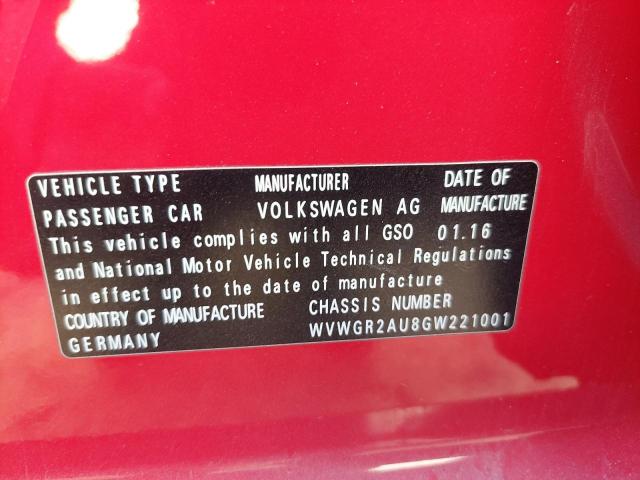 VEHICLE TYPE MANUFACTURER DATE OF
PASSENGER CAR VOLKSWAGEN AG MANUFACTURE
This vehicle complies with all GSO 01.16
and National Motor Vehicle Technical Regulations
in effect up to the date of manufacture
COUNTRY OF MANUFACTURE CHASSIS NUMBER
GERMANY WVWGR2AU8GW221001